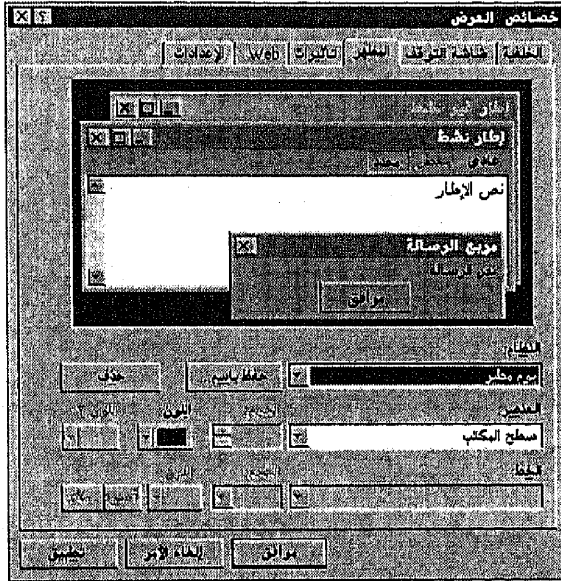 خصائص العرض
الخلفية شاشة التوقف المظهر تأثيرات Web الإعدادات
إطار غير نشط
إطار نشط
عادي محدد
نص الإطار
مربع الرسالة
نص الرسالة
موافق
النظام
يوم مطير حفظ باسم... حذف
العنصر الحجم اللون اللون ٢
سطح المكتب
الخط الحجم اللون
موافق إلغاء الأمر تطبيق